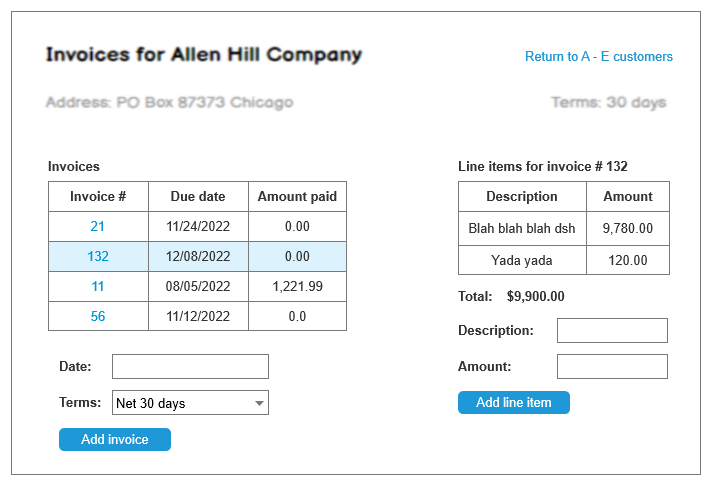 Invoices for Allen Hill Company
Return to A - E customers
Address: PO Box 87373 Chicago
Terms: 30 days
Invoices
Invoice # Due date Amount paid
21 11/24/2022 0.00
132 12/08/2022 0.00
11 08/05/2022 1,221.99
56 11/12/2022 0.0
Date:
Terms: Net 30 days
Add invoice
Line items for invoice # 132
Description Amount
Blah blah blah dsh 9,780.00
Yada yada 120.00
Total: $9,900.00
Description:
Amount:
Add line item